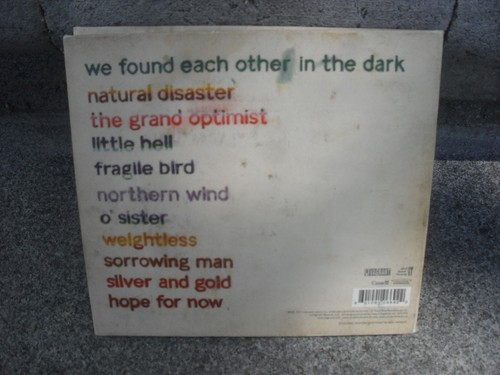 we found each other in the dark
natural disaster
the grand optimist
little hell
fragile bird
northern wind
o' sister
weightless
sorrowing man
silver and gold
hope for now
Canada